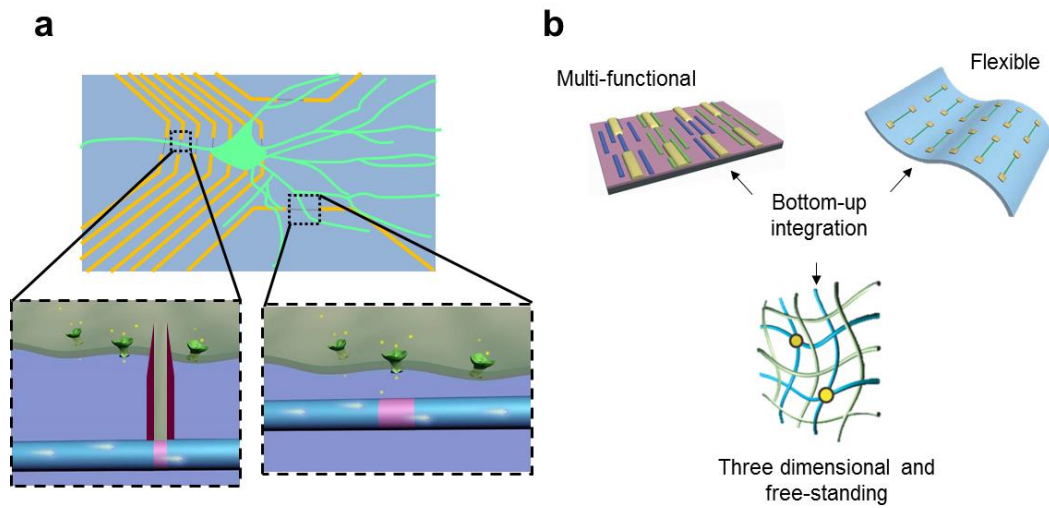 a
b
Multi-functional
Flexible
Bottom-up
integration
Three dimensional and
free-standing